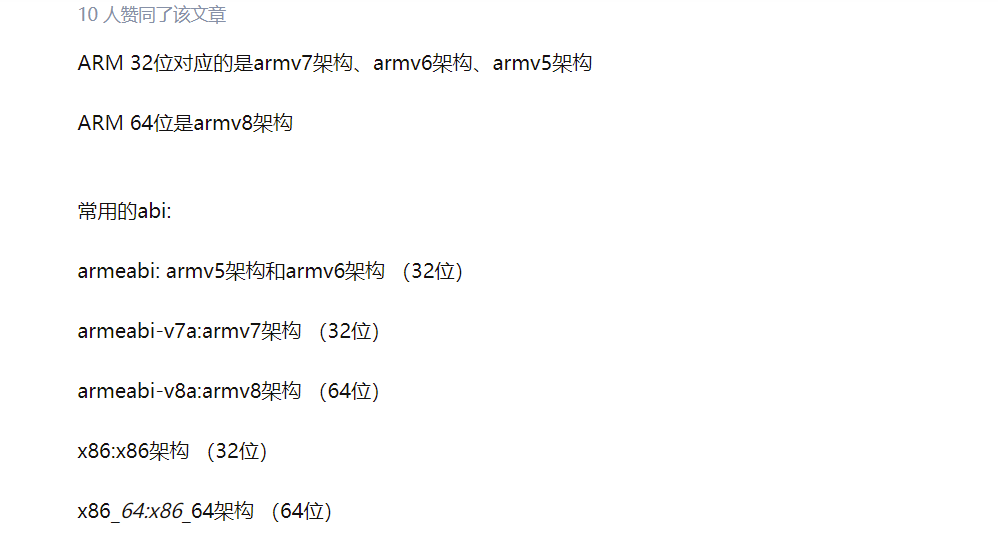 10 人赞同了该文章
ARM 32位对应的是armv7架构、armv6架构、armv5架构
ARM 64位是armv8架构
常用的abi:
armeabi: armv5架构和armv6架构 （32位）
armeabi-v7a:armv7架构 （32位）
armeabi-v8a:armv8架构 （64位）
x86:x86架构 （32位）
x86_64:x86_64架构 （64位）